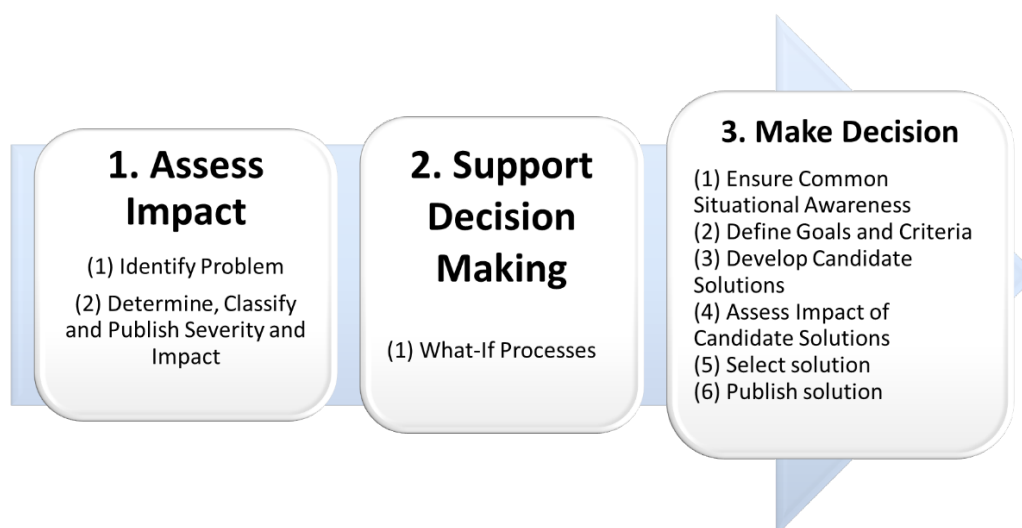 1. Assess
Impact
(1) Identify Problem
(2) Determine, Classify
and Publish Severity and
Impact
2. Support
Decision
Making
(1) What-If Processes
3. Make Decision
(1) Ensure Common
Situational Awareness
(2) Define Goals and Criteria
(3) Develop Candidate
Solutions
(4) Assess Impact of
Candidate Solutions
(5) Select solution
(6) Publish solution